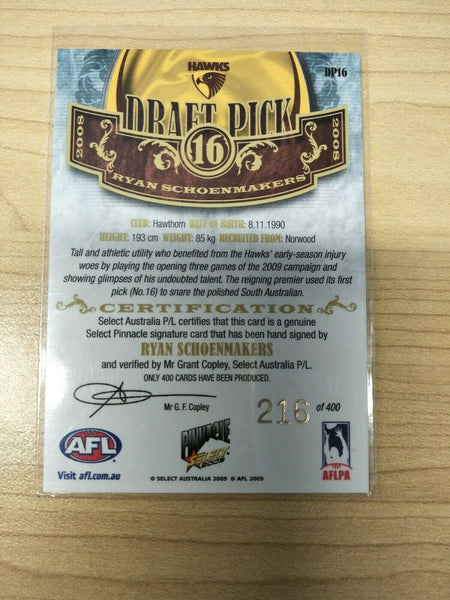 HAWKS
DP16
DRAFT PICK
2008 16 2008
RYAN SCHOENMAKERS
CLUB: Hawthorn DATE OF BIRTH: 8.11.1990
HEIGHT: 193 cm WEIGHT: 85 kg RECRUITED FROM: Norwood
Tall and athletic utility who benefited from the Hawks' early-season injury
woes by playing the opening three games of the 2009 campaign and
showing glimpses of his undoubted talent. The reigning premier used its first
pick (No.16) to snare the polished South Australian.
CERTIFICATION
Select Australia P/L certifies that this card is a genuine
Select Pinnacle signature card that has been hand signed by
RYAN SCHOENMAKERS
and verified by Mr Grant Copley, Select Australia P/L.
ONLY 400 CARDS HAVE BEEN PRODUCED.
Mr G. F. Copley
216 of 400
AFL
PINNACLE
SELECT
2009
AFLPA
Visit afl.com.au
© SELECT AUSTRALIA 2009 © AFL 2009